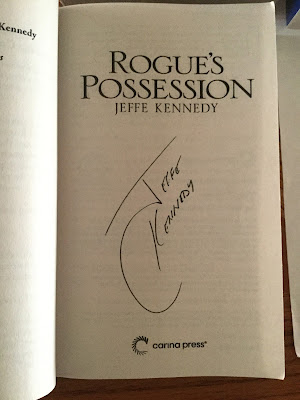 Kennedy
ROGUE'S
POSSESSION
JEFFE KENNEDY
JEFFE
KENNEDY
carina press®